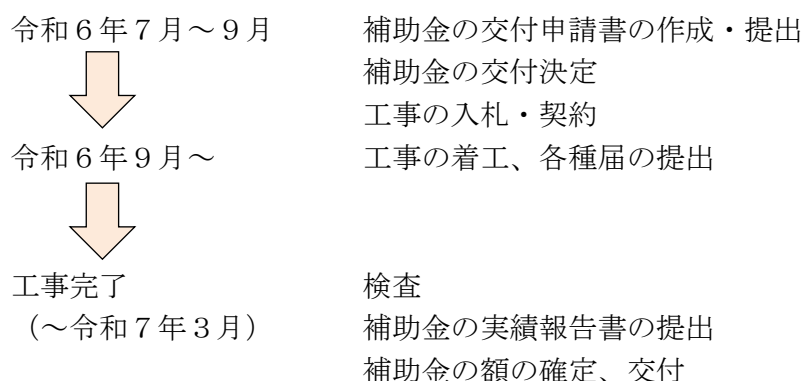 令和６年７月～９月　　補助金の交付申請書の作成・提出
補助金の交付決定
工事の入札・契約
令和６年９月～　　工事の着工、各種届の提出
工事完了　　検査
（～令和７年３月）　　補助金の実績報告書の提出
補助金の額の確定、交付